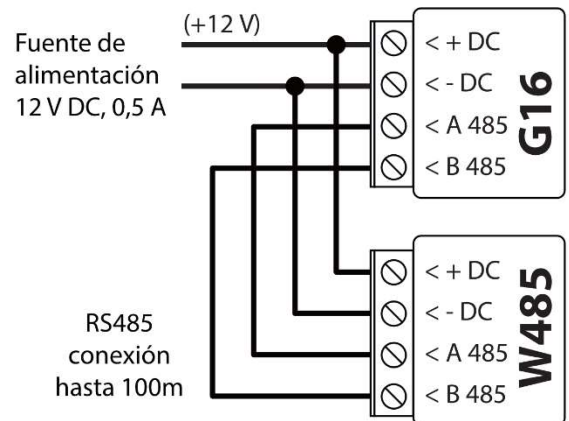 (+12 V)
Fuente de
alimentación
12 V DC, 0,5 A
< + DC
< - DC
< A 485
< B 485
G16
< + DC
< - DC
< A 485
< B 485
W485
RS485
conexión
hasta 100m